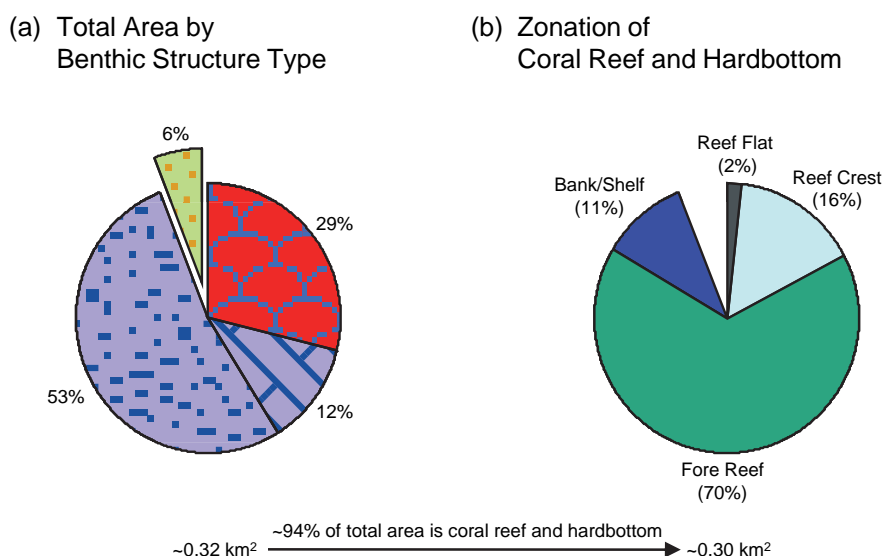 (a) Total Area by
Benthic Structure Type
6%
29%
53%
12%
(b) Zonation of
Coral Reef and Hardbottom
Reef Flat
(2%)
Bank/Shelf
(11%)
Reef Crest
(16%)
Fore Reef
(70%)
~94% of total area is coral reef and hardbottom
~0.32 km²
~0.30 km²